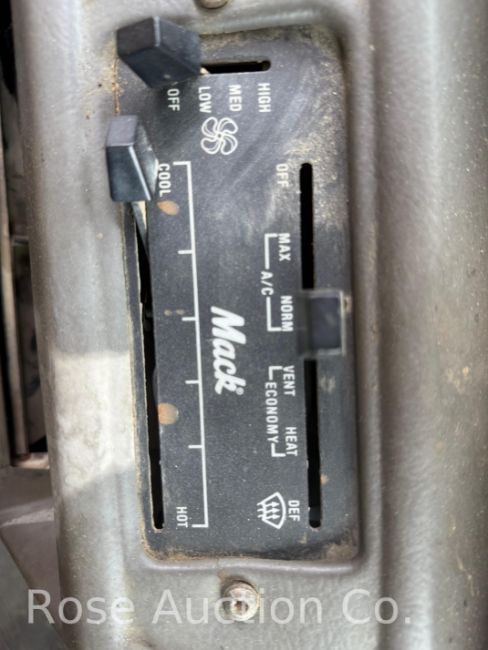 OFF LOW MED HIGH
OFF MAX NORM VENT HEAT DEF
A/C ECONOMY
Mack®
COOL HOT
Rose Auction Co.